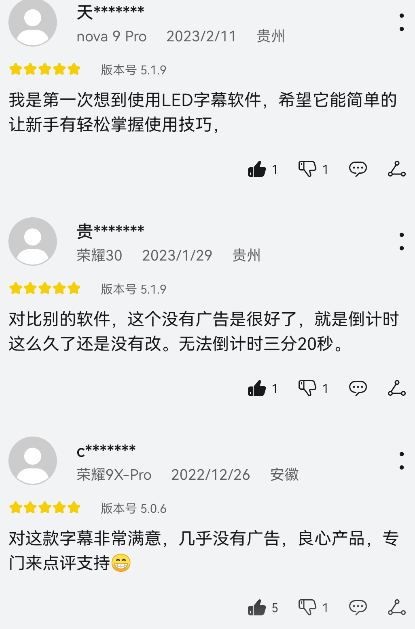 天*******
nova 9 Pro 2023/2/11 贵州
版本号 5.1.9
我是第一次想到使用LED字幕软件，希望它能简单的
让新手有轻松掌握使用技巧，
1 1
贵*******
荣耀30 2023/1/29 贵州
版本号 5.1.9
对比别的软件，这个没有广告是很好了，就是倒计时
这么久了还是没有改。无法倒计时三分20秒。
1 1
c*******
荣耀9X-Pro 2022/12/26 安徽
版本号 5.0.6
对这款字幕非常满意，几乎没有广告，良心产品，专
门来点评支持😁
5 1